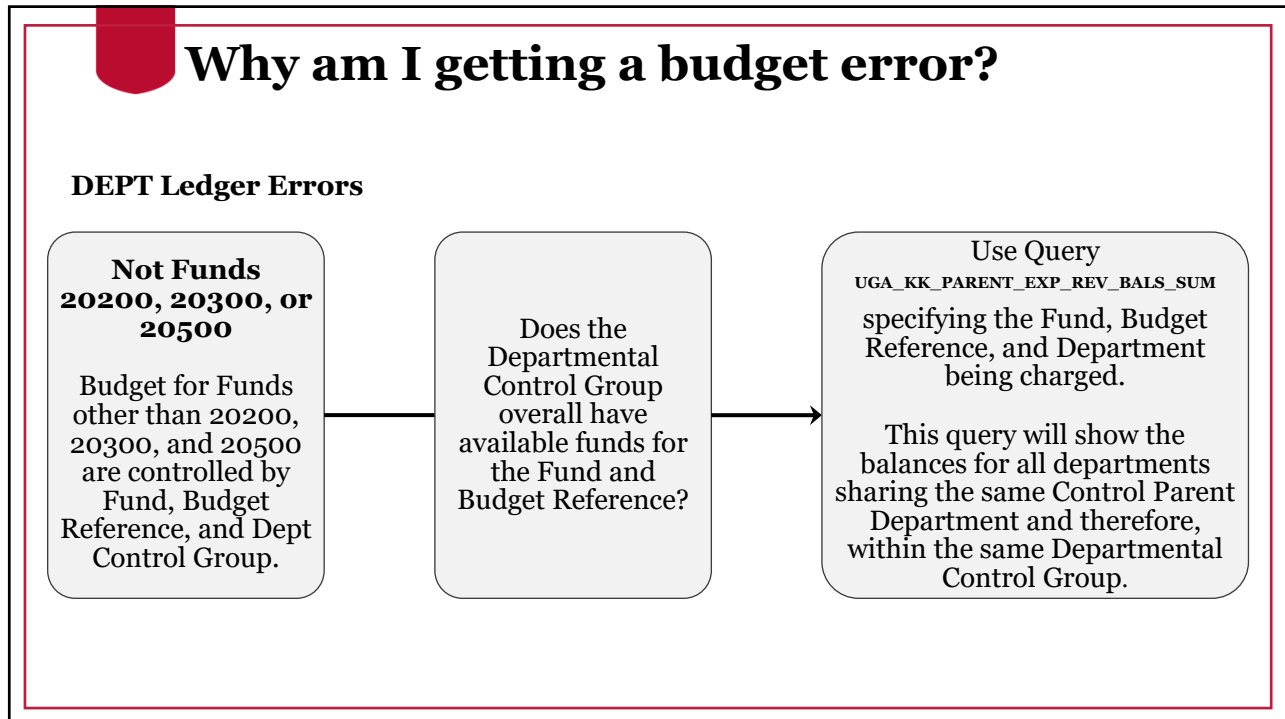 Why am I getting a budget error?
DEPT Ledger Errors
Not Funds
20200, 20300, or
20500
Budget for Funds
other than 20200,
20300, and 20500
are controlled by
Fund, Budget
Reference, and Dept
Control Group.
Does the
Departmental
Control Group
overall have
available funds for
the Fund and
Budget Reference?
Use Query
UGA_KK_PARENT_EXP_REV_BALS_SUM
specifying the Fund, Budget
Reference, and Department
being charged.
This query will show the
balances for all departments
sharing the same Control Parent
Department and therefore,
within the same Departmental
Control Group.